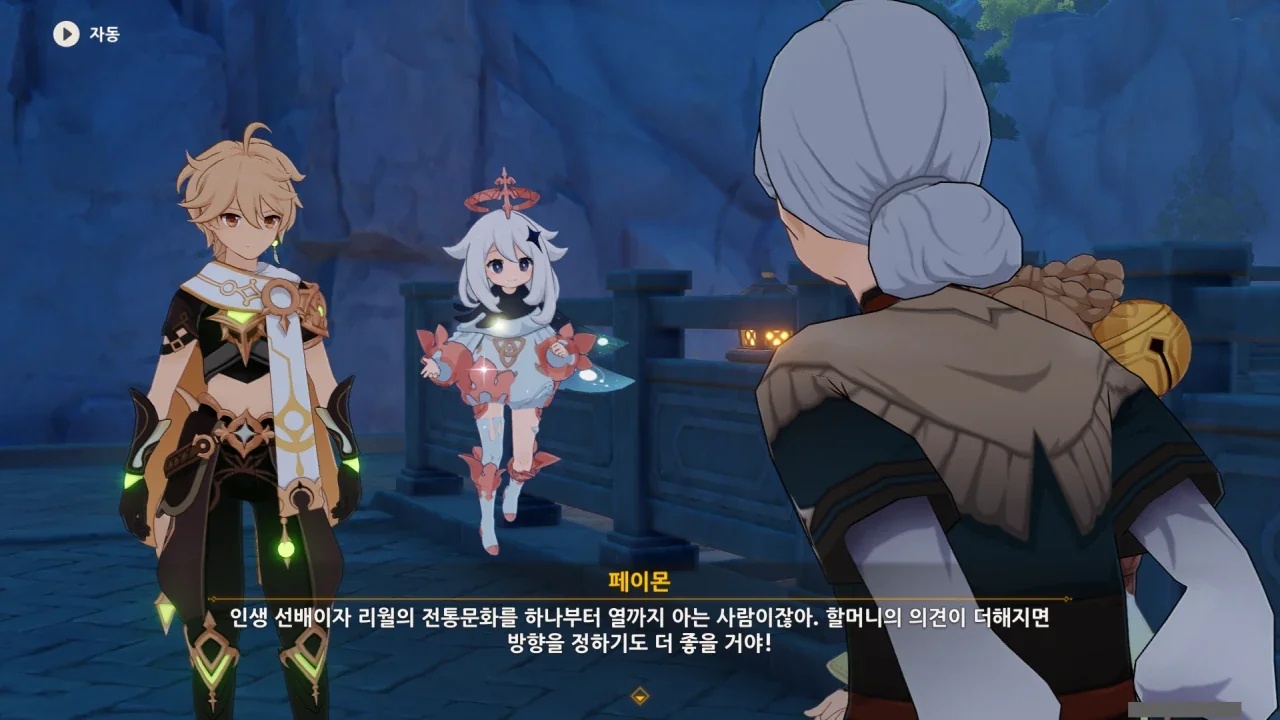 자동
페이몬
인생 선배이자 리월의 전통문화를 하나부터 열까지 아는 사람이잖아. 할머니의 의견이 더해지면
방향을 정하기도 더 좋을 거야!